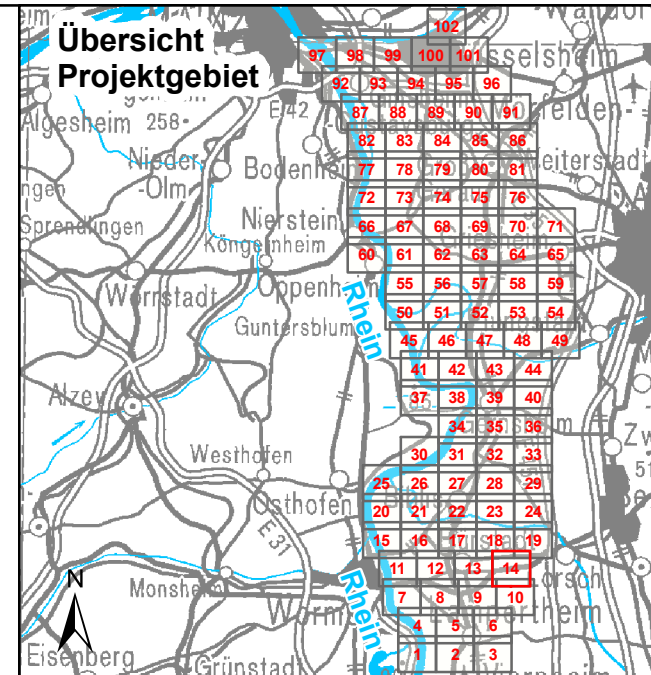 Übersicht
Projektgebiet
102
97 98 99 100 101
sselsheim
92 93 94 95 96
E 42
87 88 89 90 91
Algesheim 258
82 83 84 85 86
Nieder
-Olm
Bodenheim
Weiterstadt
77 78 79 80 81
72 73 74 75 76
Sprendlingen
Nierstein
66 67 68 69 70 71
Köngernheim
60 61 62 63 64 65
Wörrstadt
Oppenh
55 56 57 58 59
Rhein
50 51 52 53 54
Guntersblum
45 46 47 48 49
41 42 43 44
Alzey
37 38 39 40
34 35 36
Westhofen
30 31 32 33
25 26 27 28 29
Osthofen
20 21 22 23 24
E 31
15 16 17 18 19
11 12 13 14
Lorsch
N
Monsheim
Rhein
Worms
7 8 9 10
4 5 6
Eisenberg
Grünstadt
1 2 3